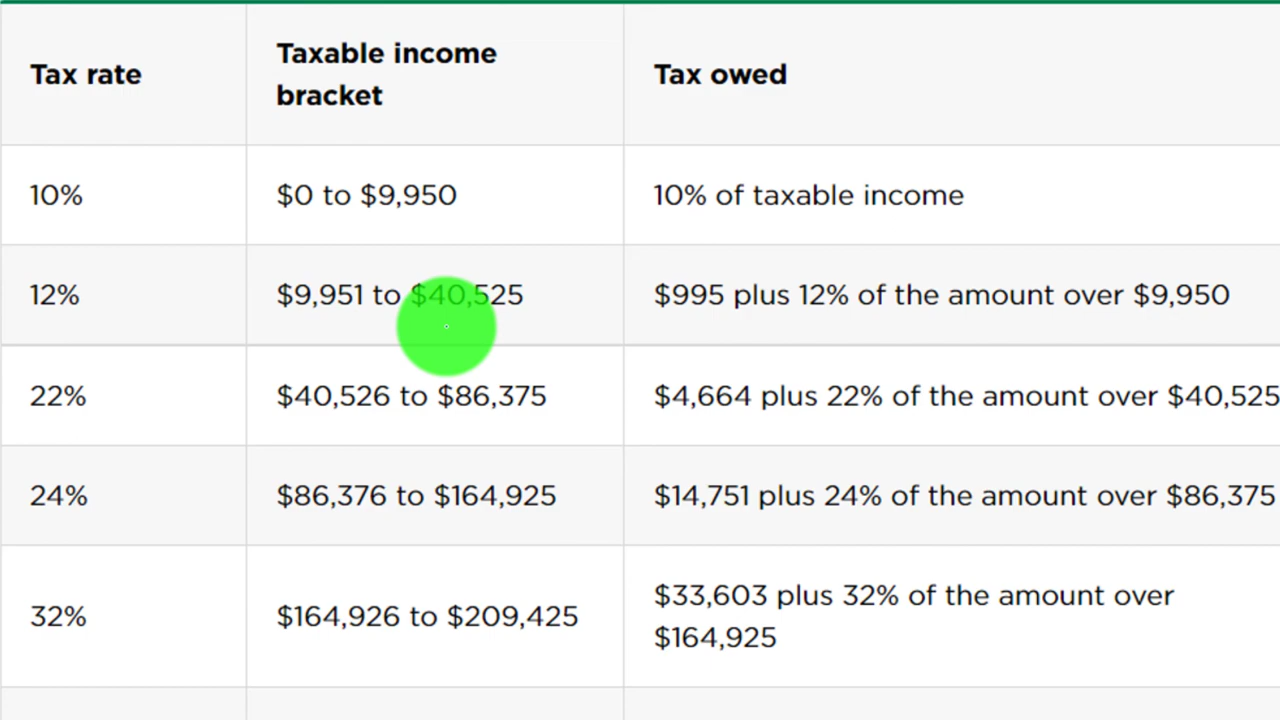 Tax rate
Taxable income
bracket
Tax owed
10%
$0 to $9,950
10% of taxable income
12%
$9,951 to $40,525
$995 plus 12% of the amount over $9,950
22%
$40,526 to $86,375
$4,664 plus 22% of the amount over $40,525
24%
$86,376 to $164,925
$14,751 plus 24% of the amount over $86,375
32%
$164,926 to $209,425
$33,603 plus 32% of the amount over
$164,925